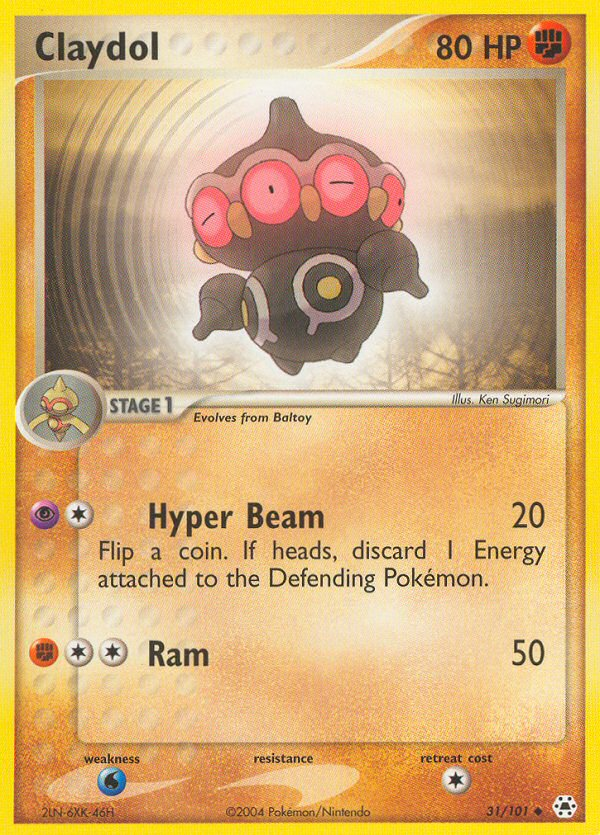 Claydol 80 HP
Illus. Ken Sugimori
STAGE 1
Evolves from Baltoy
Hyper Beam 20
Flip a coin. If heads, discard 1 Energy
attached to the Defending Pokémon.
Ram 50
weakness resistance retreat cost
2LN-6XK-46H ©2004 Pokémon/Nintendo 31/101